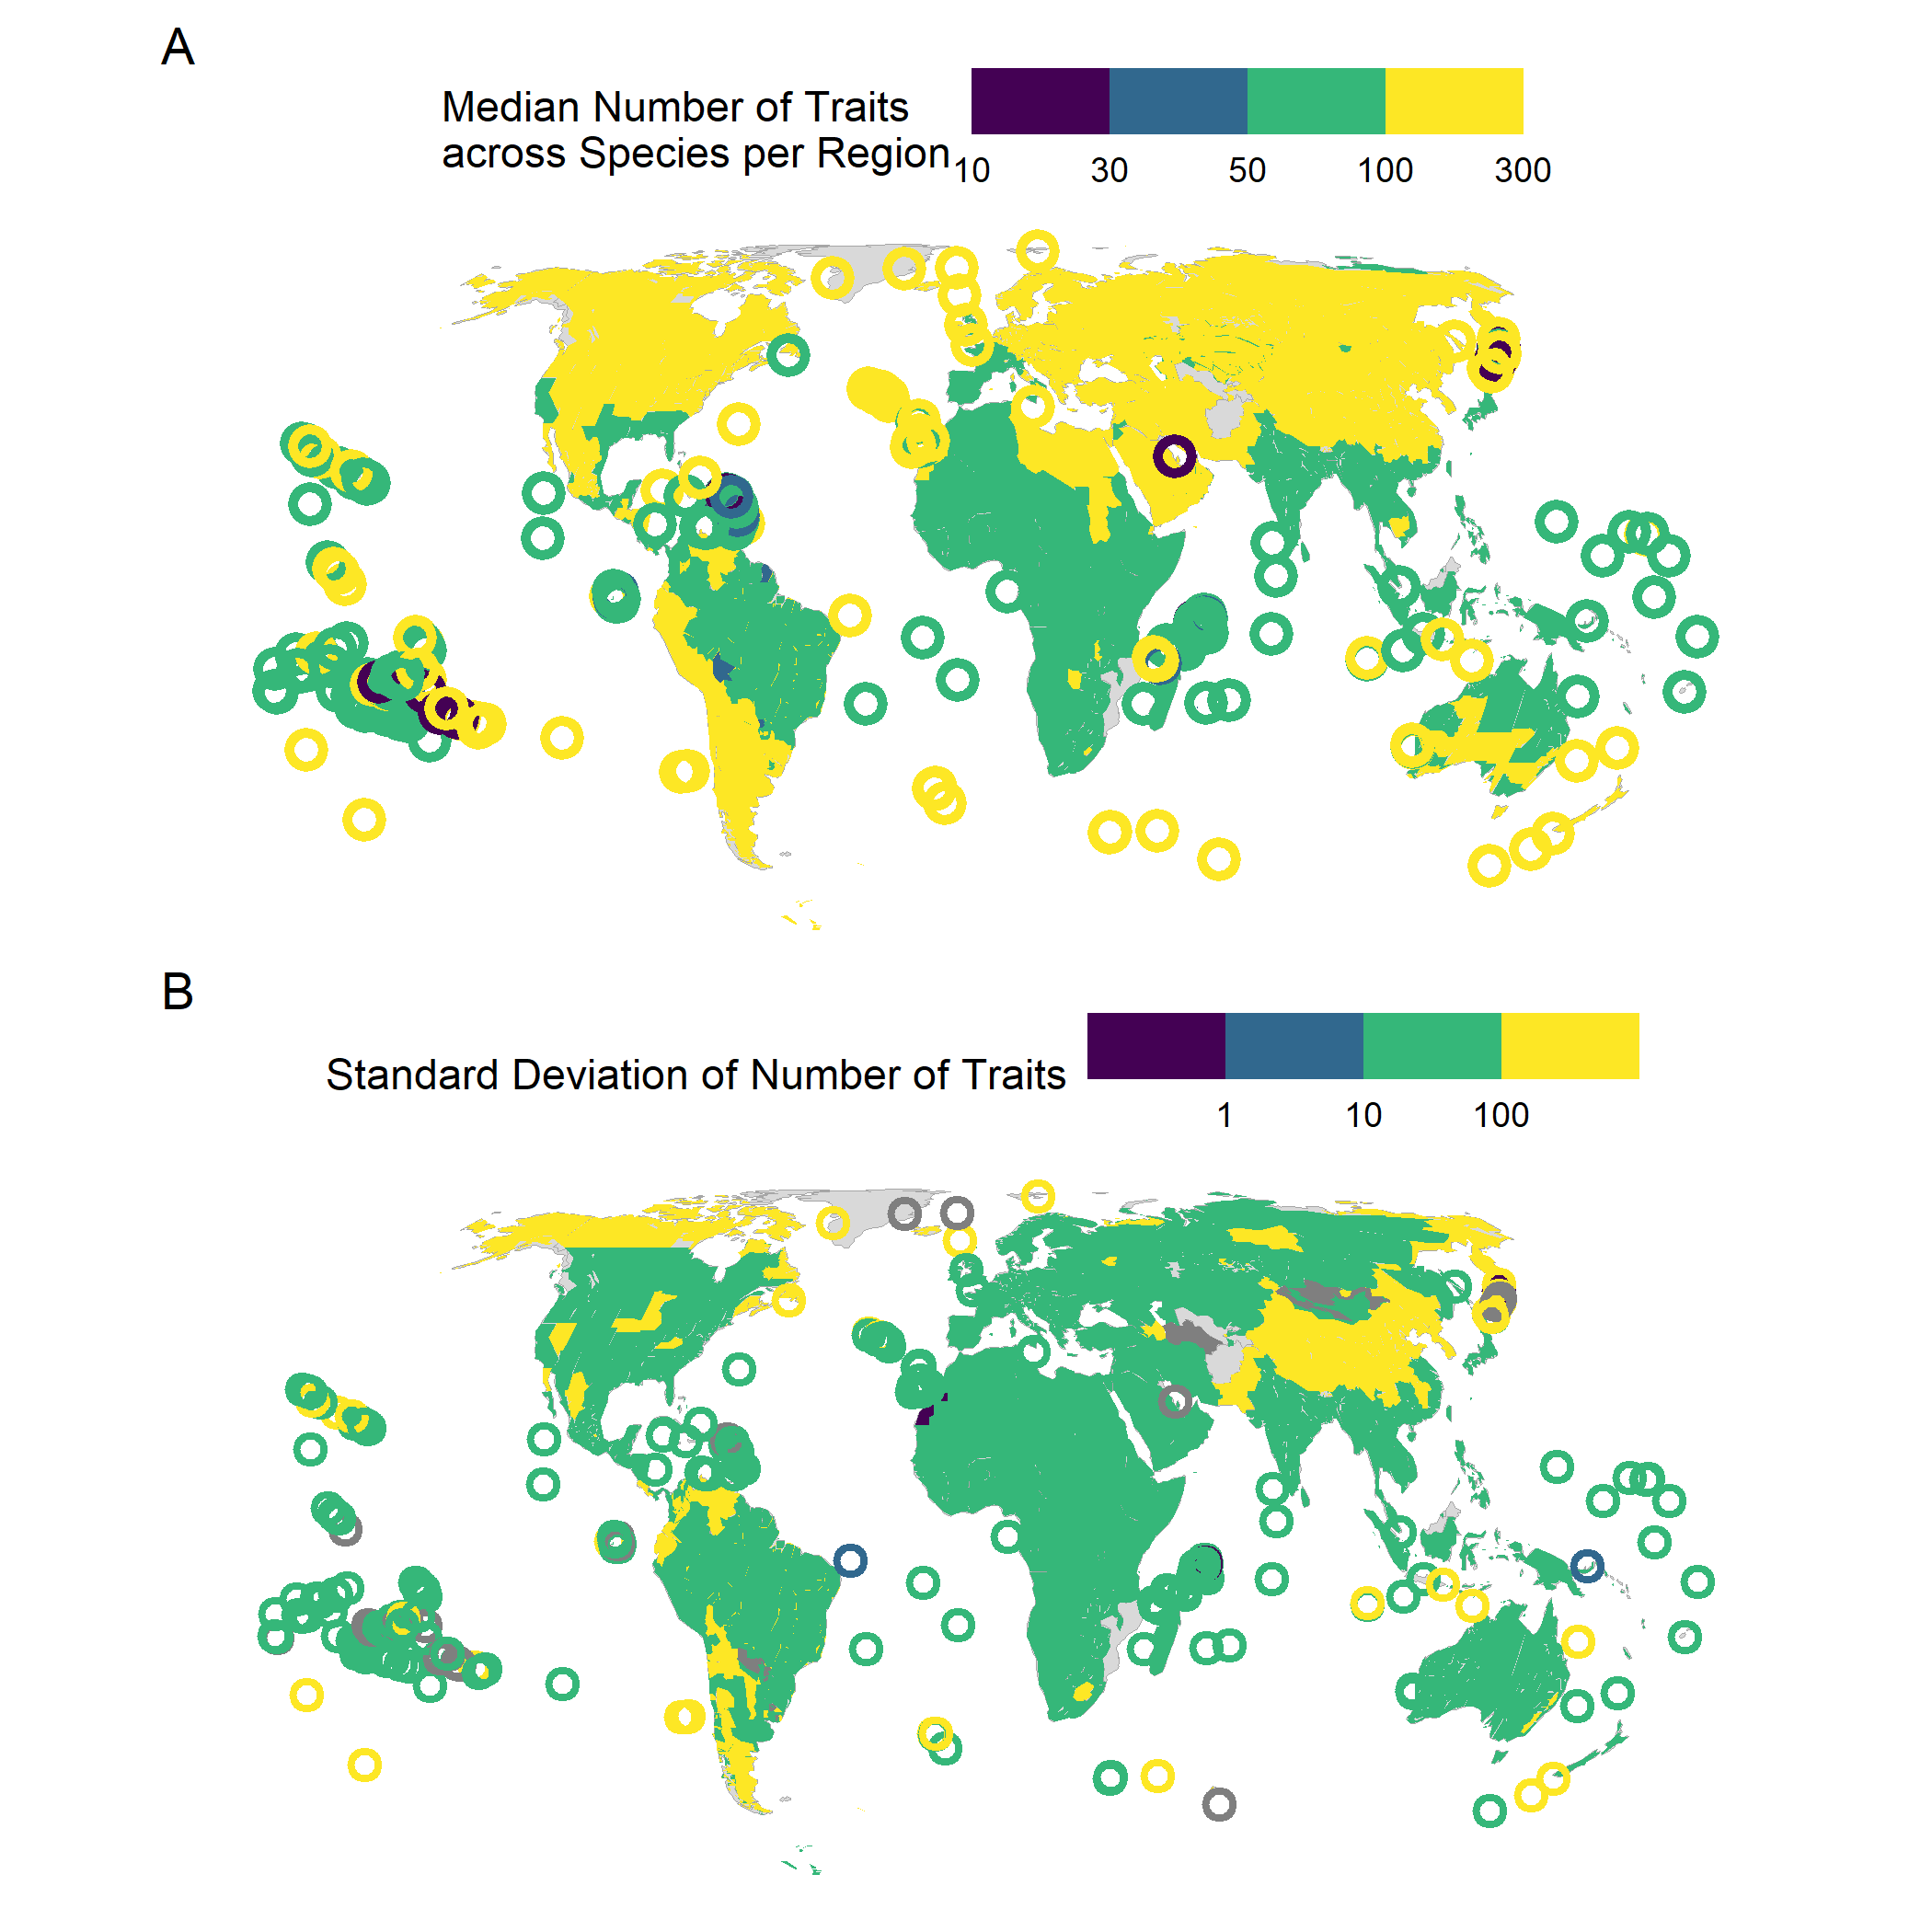 A
Median Number of Traits
across Species per Region
10 30 50 100 300
B
Standard Deviation of Number of Traits
1 10 100